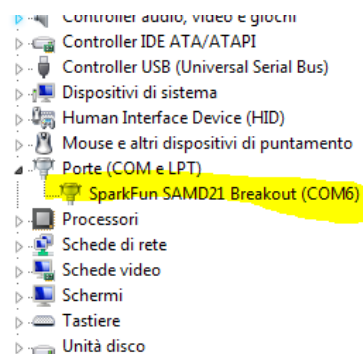 Controller audio, video e giochi
Controller IDE ATA/ATAPI
Controller USB (Universal Serial Bus)
Dispositivi di sistema
Human Interface Device (HID)
Mouse e altri dispositivi di puntamento
Porte (COM e LPT)
SparkFun SAMD21 Breakout (COM6)
Processori
Schede di rete
Schede video
Schermi
Tastiere
Unità disco